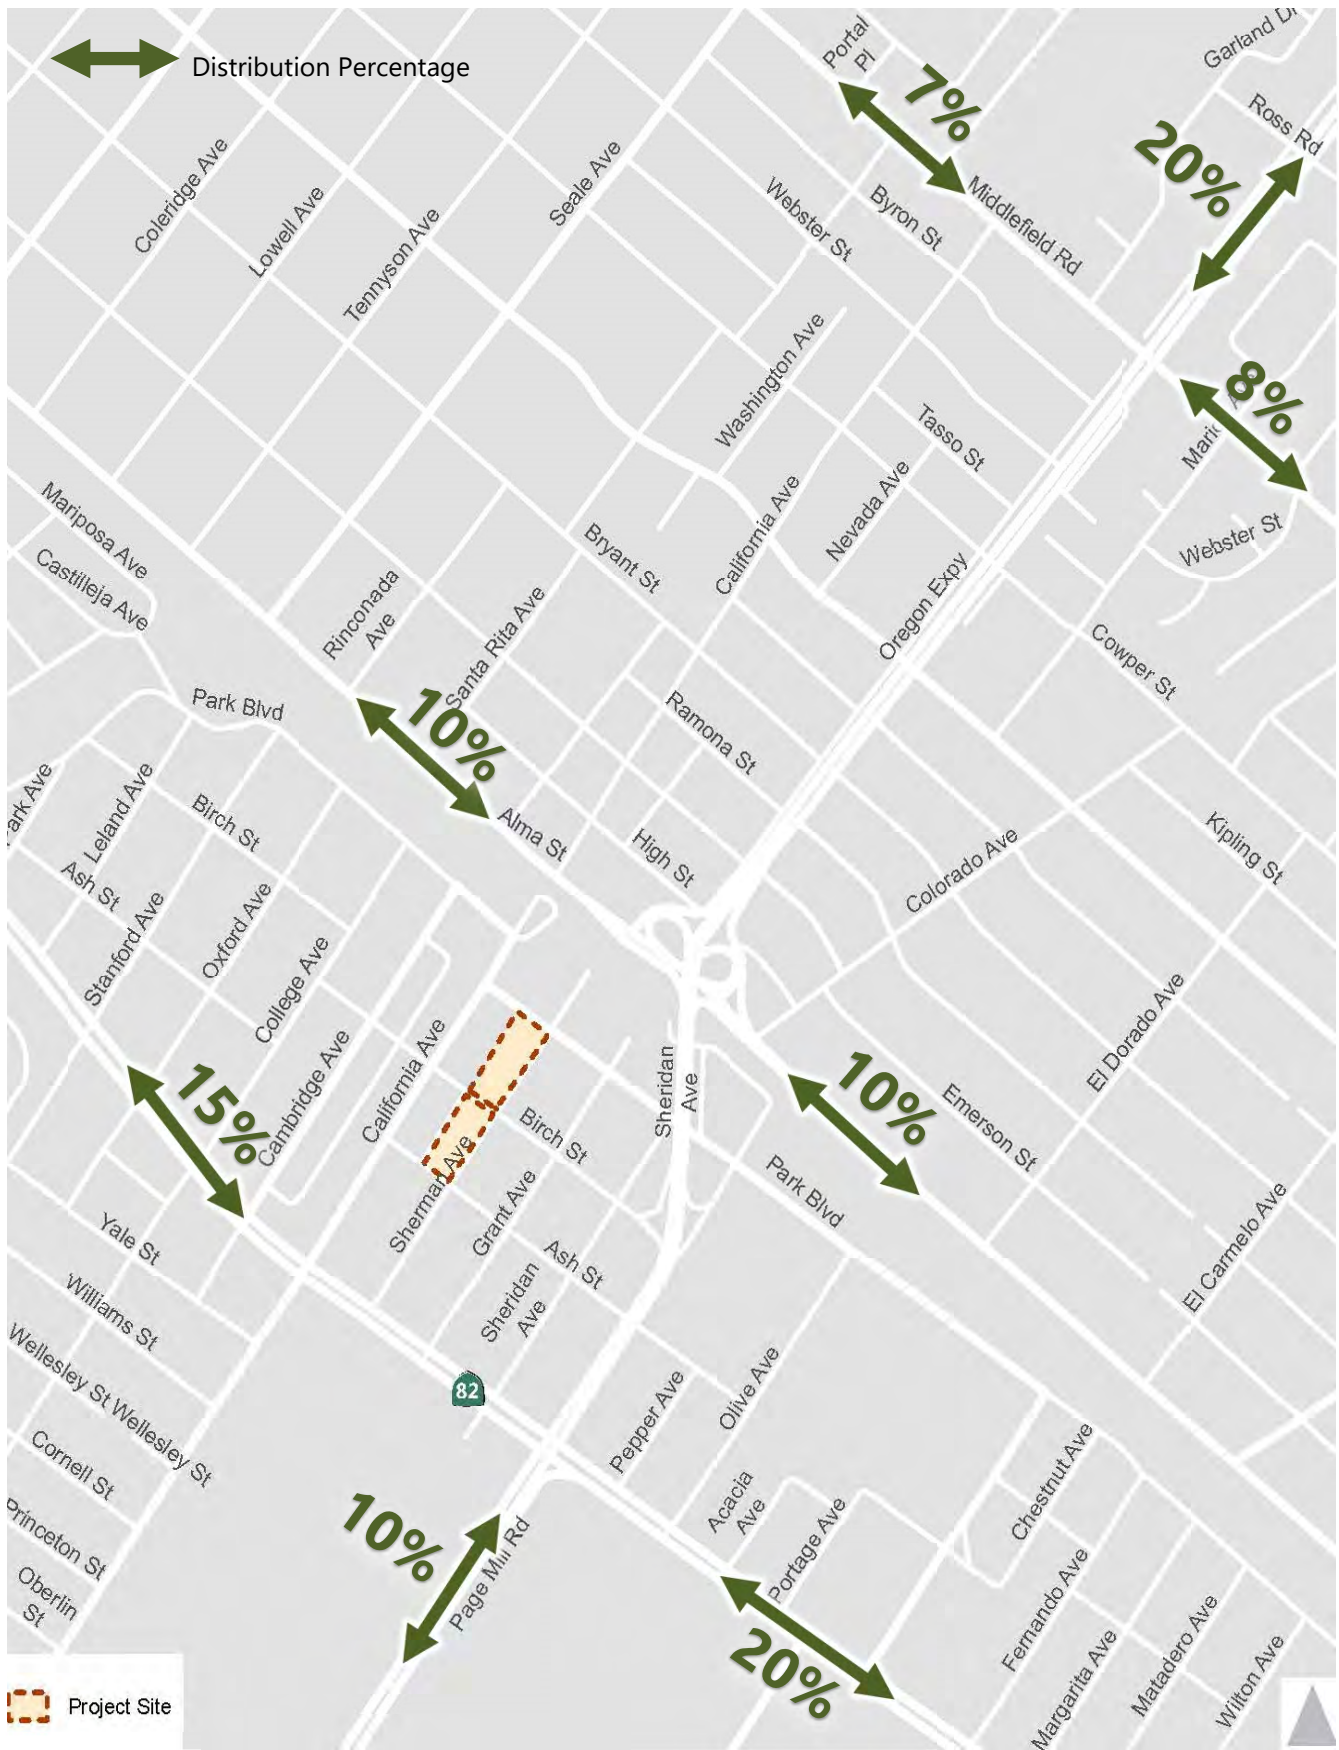 Distribution Percentage
Portal
Pl
7%
Garland Dr
Ross Rd
20%
Coleridge Ave
Lowell Ave
Tennyson Ave
Seale Ave
Webster St
Byron St
Middlefield Rd
Washington Ave
8%
Tasso St
Nevada Ave
California Ave
Webster St
Mariposa Ave
Castilleja Ave
Bryant St
Oregon Expy
Rinconada
Ave
Santa Rita Ave
Cowper St
Park Blvd
10%
Ramona St
Leland Ave
Birch St
Alma St
High St
Colorado Ave
Kipling St
Ash St
Stanford Ave
Oxford Ave
College Ave
El Dorado Ave
15%
Cambridge Ave
California Ave
Sheridan
Ave
10%
Emerson St
Birch St
Park Blvd
Sherman Ave
Grant Ave
Ash St
Sheridan
Ave
El Carmelo Ave
Yale St
Williams St
Wellesley St
Wellesley St
82
Pepper Ave
Olive Ave
Cornell St
Princeton St
Oberlin
St
10%
Page Mill Rd
Acacia
Ave
Portage Ave
Chestnut Ave
20%
Fernando Ave
Margarita Ave
Matadero Ave
Wilton Ave
Project Site